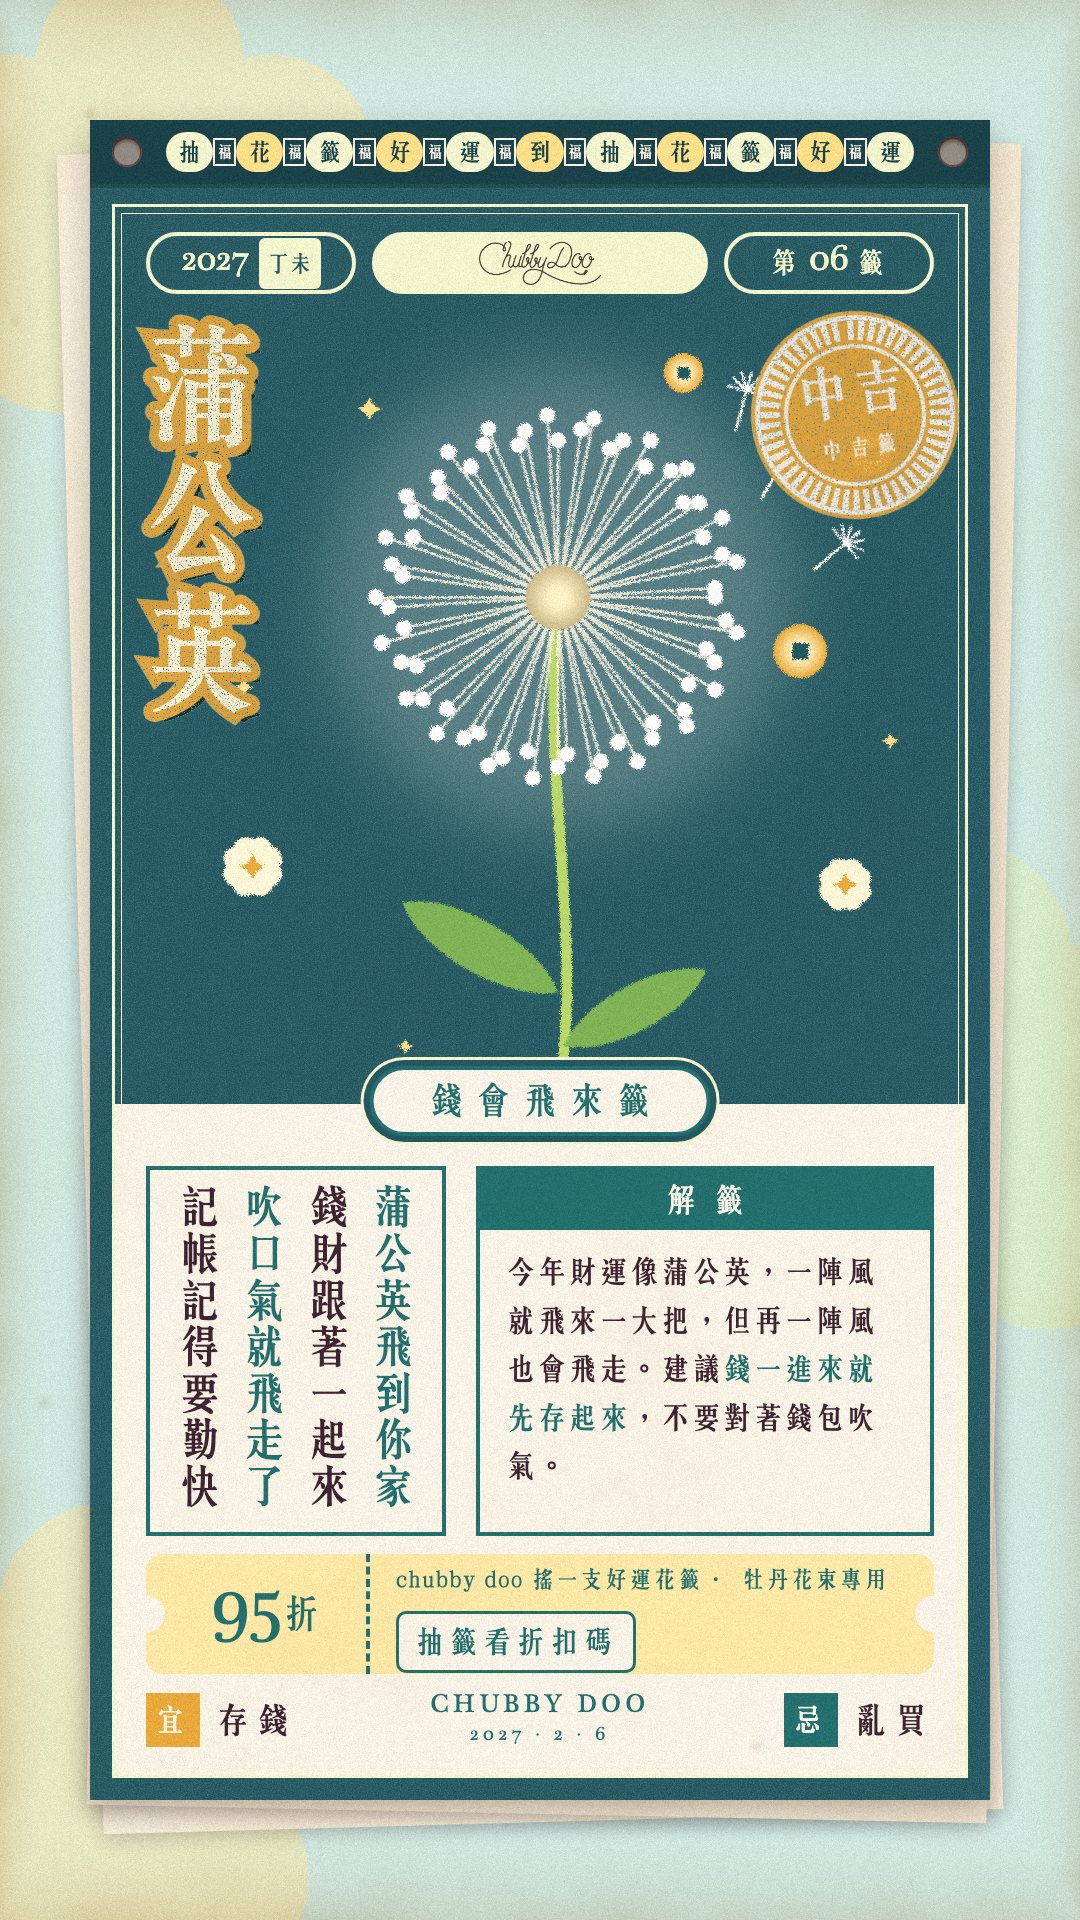 抽福花福籤福好福運福到福抽福花福籤福好福運
2027 丁未
ChubbyDoo
第 06 籤
蒲公英
中吉
中吉籤
錢會飛來籤
蒲公英飛到你家
錢財跟著一起來
吹口氣就飛走了
記帳記得要勤快
解籤
今年財運像蒲公英，一陣風
就飛來一大把，但再一陣風
也會飛走。建議錢一進來就
先存起來，不要對著錢包吹
氣。
95折
chubby doo 搖一支好運花籤・ 牡丹花束專用
抽籤看折扣碼
宜 存錢
CHUBBY DOO
2027 · 2 · 6
忌 亂買